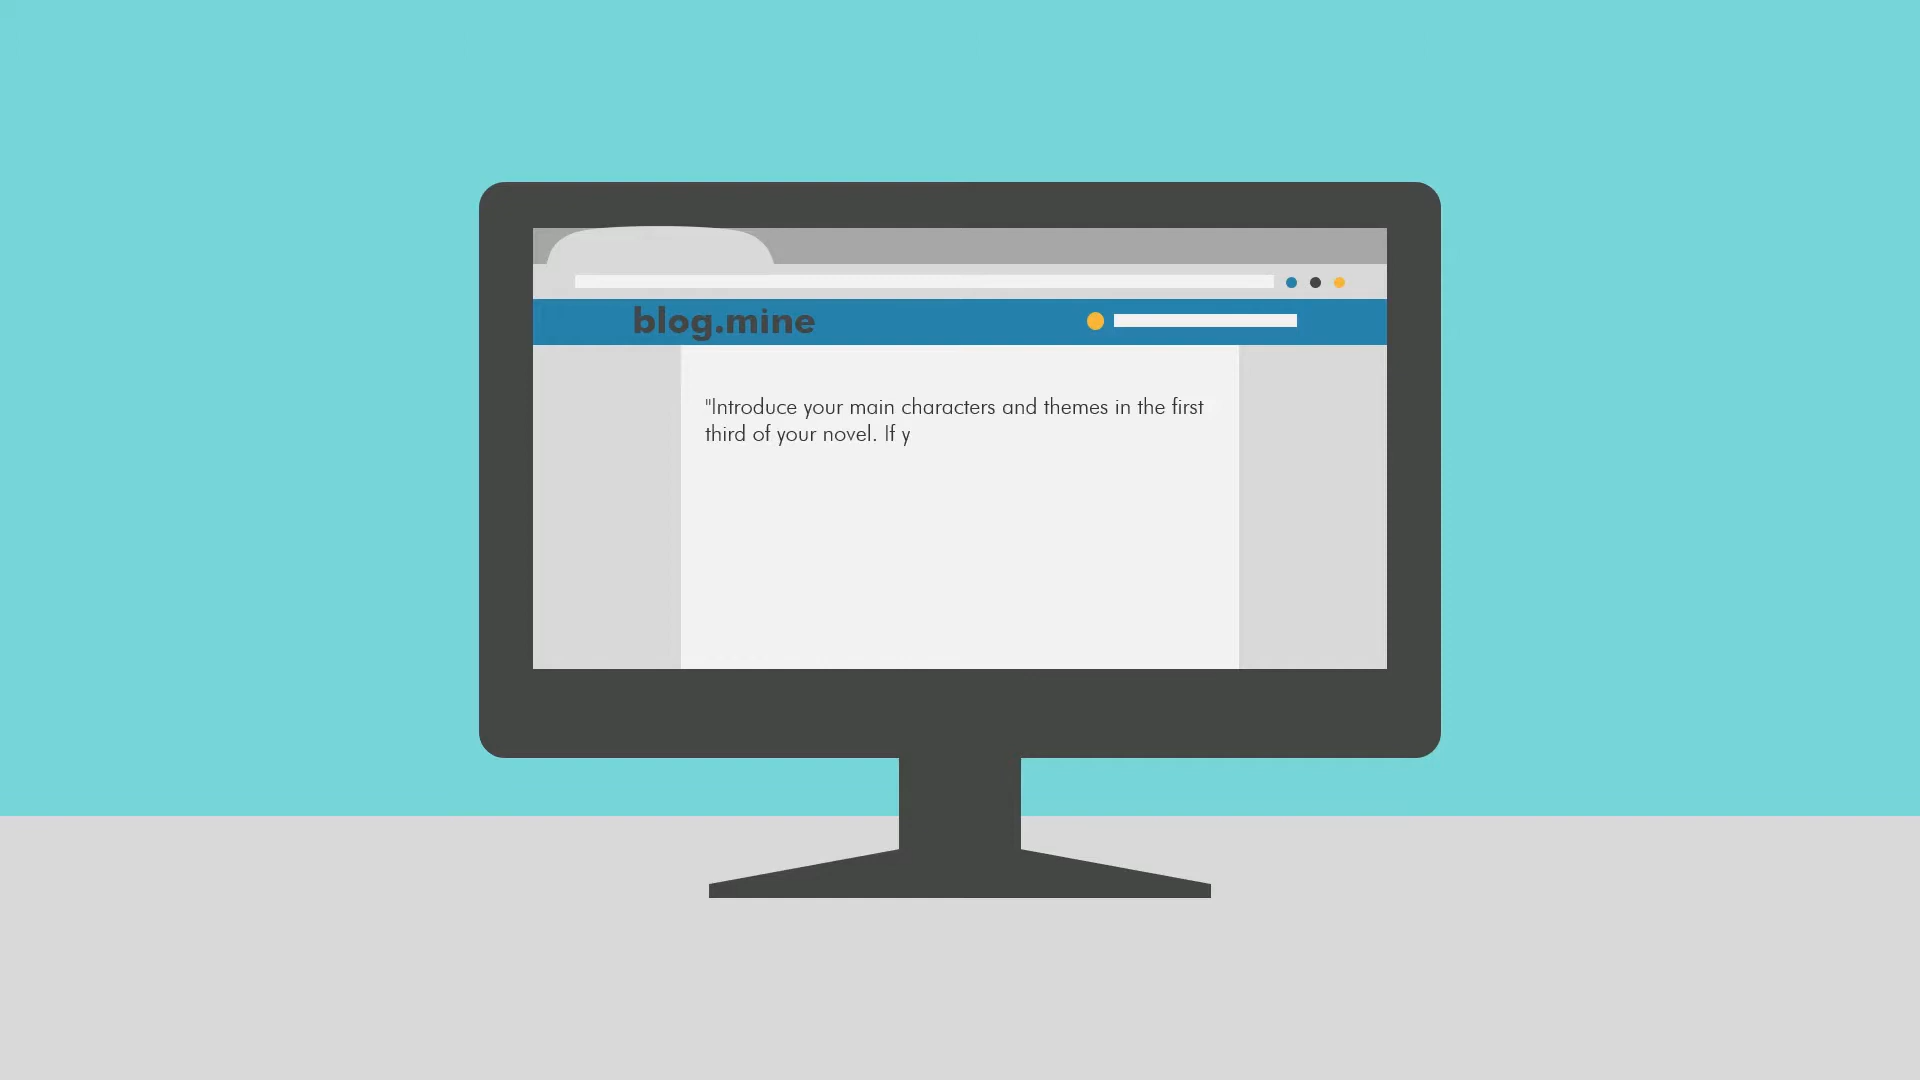 blog.mine
"Introduce your main characters and themes in the first
third of your novel. If y